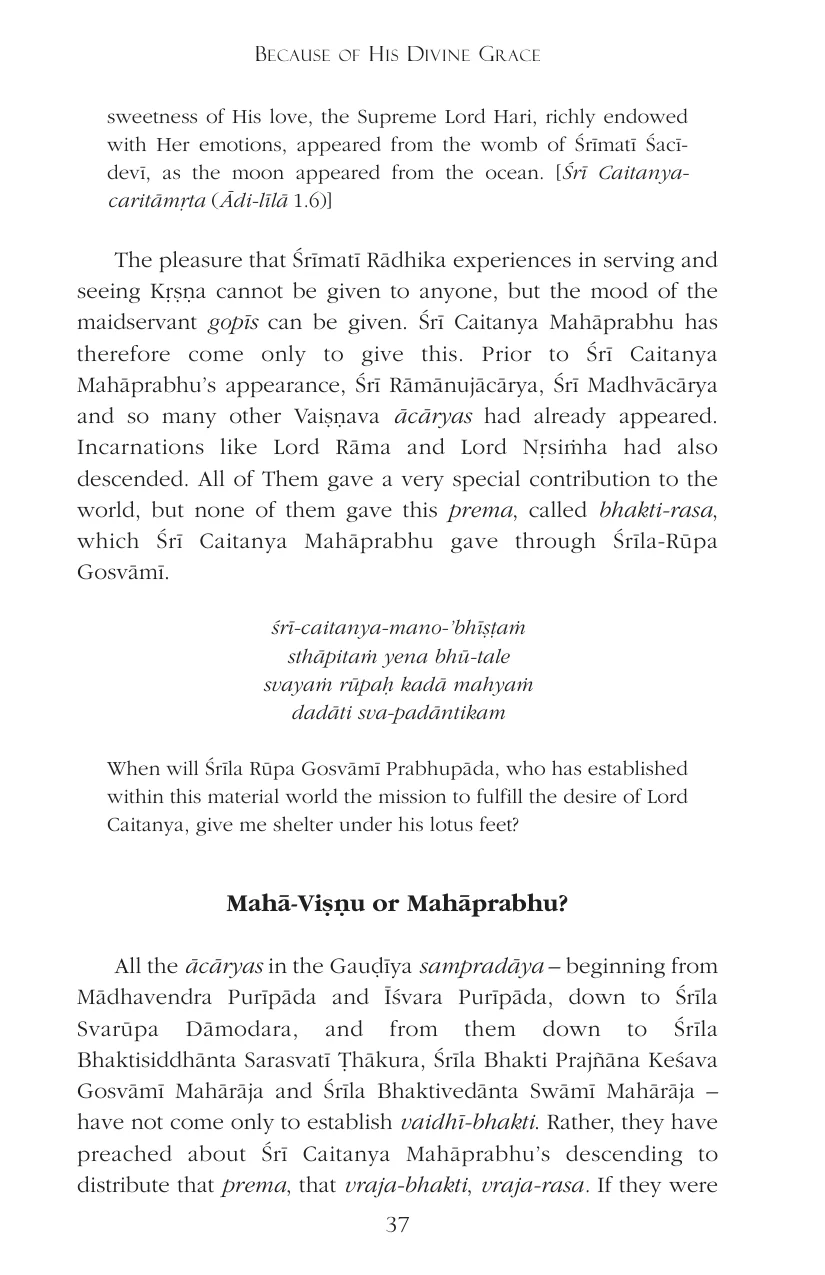 BECAUSE OF HIS DIVINE GRACE
sweetness of His love, the Supreme Lord Hari, richly endowed
with Her emotions, appeared from the womb of Śrīmatī Śacī-
devī, as the moon appeared from the ocean. [Śrī Caitanya-
caritāmṛta (Ādi-līlā 1.6)]
The pleasure that Śrīmatī Rādhika experiences in serving and
seeing Kṛṣṇa cannot be given to anyone, but the mood of the
maidservant gopīs can be given. Śrī Caitanya Mahāprabhu has
therefore come only to give this. Prior to Śrī Caitanya
Mahāprabhu’s appearance, Śrī Rāmānujācārya, Śrī Madhvācārya
and so many other Vaiṣṇava ācāryas had already appeared.
Incarnations like Lord Rāma and Lord Nṛsiṁha had also
descended. All of Them gave a very special contribution to the
world, but none of them gave this prema, called bhakti-rasa,
which Śrī Caitanya Mahāprabhu gave through Śrīla-Rūpa
Gosvāmī.
śrī-caitanya-mano-’bhīṣṭaṁ
sthāpitaṁ yena bhū-tale
svayaṁ rūpaḥ kadā mahyaṁ
dadāti sva-padāntikam
When will Śrīla Rūpa Gosvāmī Prabhupāda, who has established
within this material world the mission to fulfill the desire of Lord
Caitanya, give me shelter under his lotus feet?
Mahā-Viṣṇu or Mahāprabhu?
All the ācāryas in the Gauḍīya sampradāya – beginning from
Mādhavendra Purīpāda and Īśvara Purīpāda, down to Śrīla
Svarūpa Dāmodara, and from them down to Śrīla
Bhaktisiddhānta Sarasvatī Ṭhākura, Śrīla Bhakti Prajñāna Keśava
Gosvāmī Mahārāja and Śrīla Bhaktivedānta Swāmī Mahārāja –
have not come only to establish vaidhī-bhakti. Rather, they have
preached about Śrī Caitanya Mahāprabhu’s descending to
distribute that prema, that vraja-bhakti, vraja-rasa. If they were
37